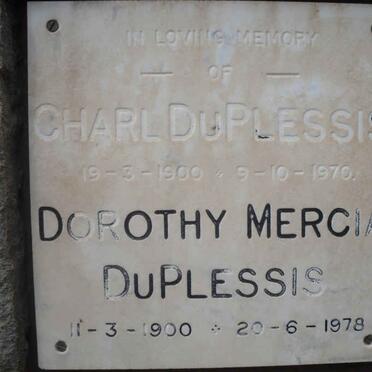 IN LOVING MEMORY
— OF —
CHARL DUPLESSIS
19-3-1900 + 9-10-1970.
DOROTHY MERCIA
DUPLESSIS
11-3-1900 + 20-6-1978